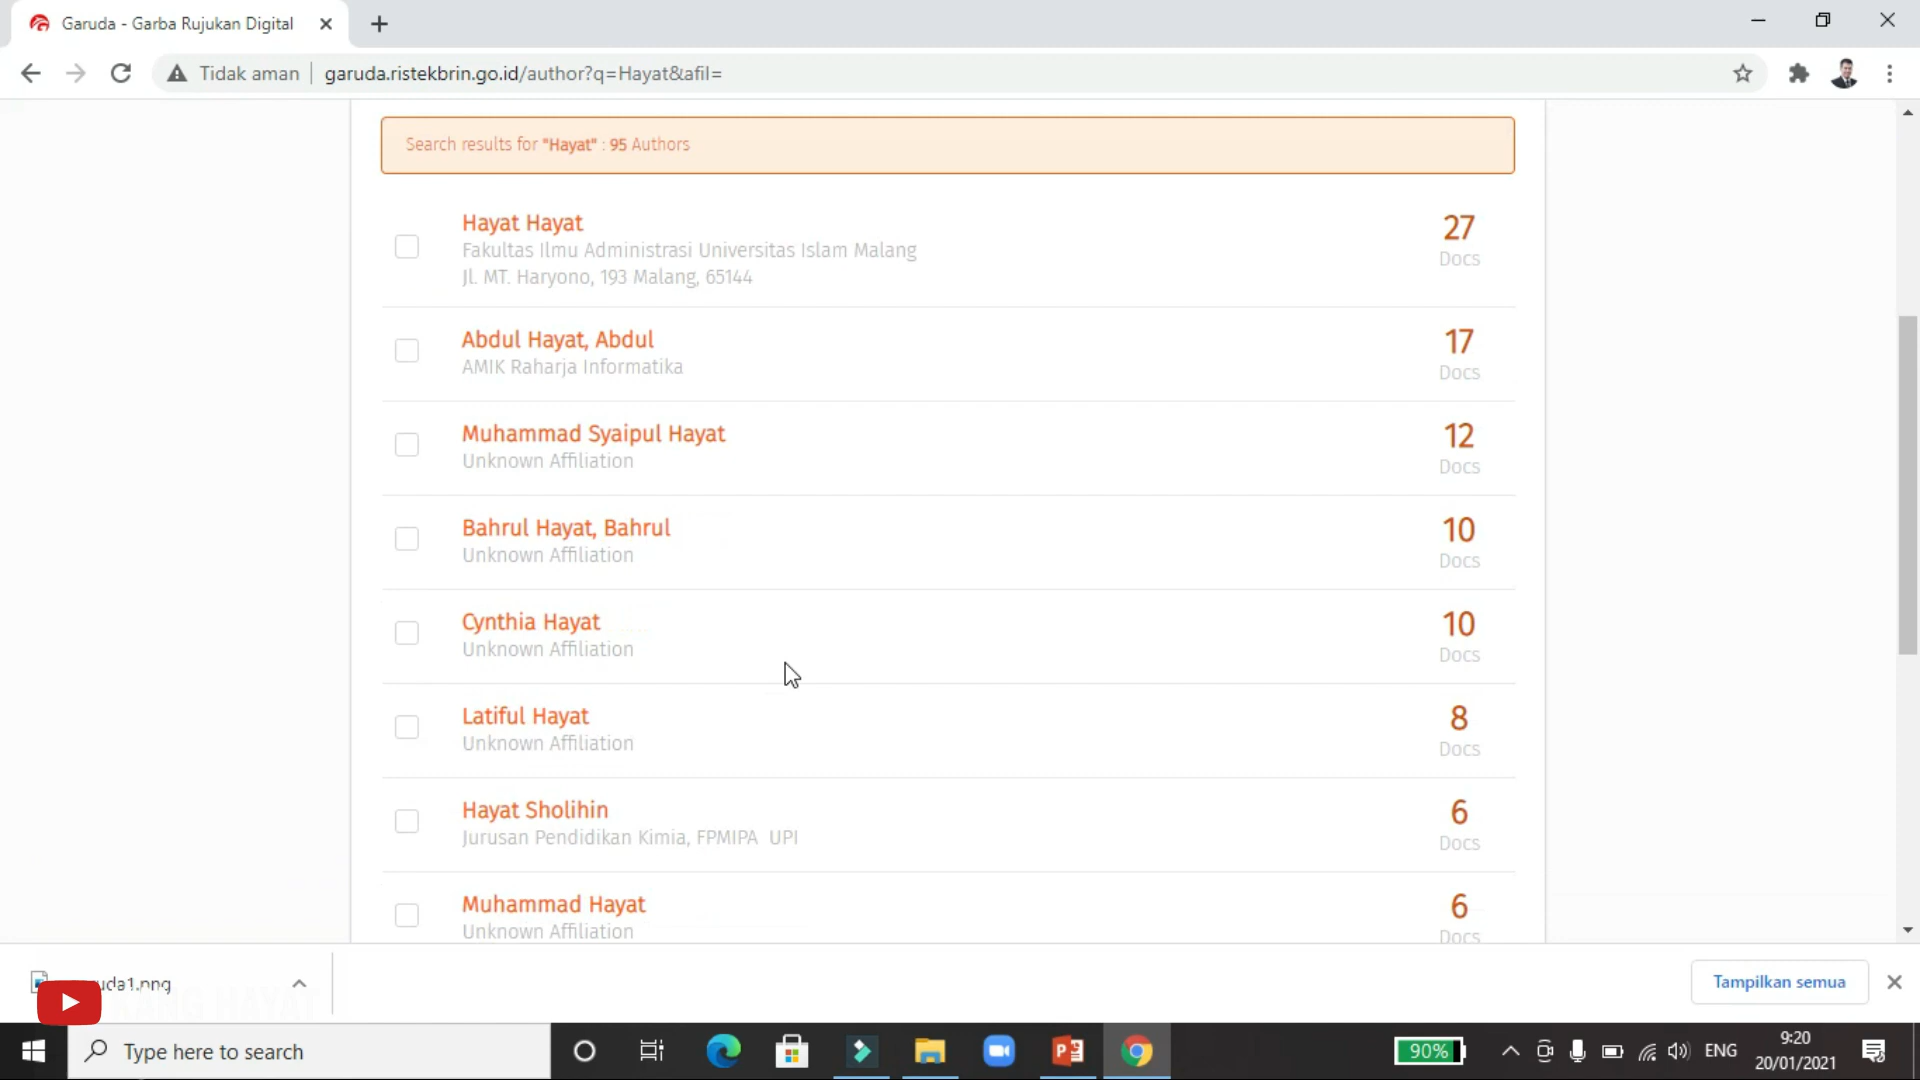 Garuda - Garba Rujukan Digital
Tidak aman
garuda.ristekbrin.go.id/author?q=Hayat&afil=
Search results for "Hayat" : 95 Authors
Hayat Hayat
Fakultas Ilmu Administrasi Universitas Islam Malang
Jl. MT. Haryono, 193 Malang, 65144
27
Docs
Abdul Hayat, Abdul
AMIK Raharja Informatika
17
Docs
Muhammad Syaipul Hayat
Unknown Affiliation
12
Docs
Bahrul Hayat, Bahrul
Unknown Affiliation
10
Docs
Cynthia Hayat
Unknown Affiliation
10
Docs
Latiful Hayat
Unknown Affiliation
8
Docs
Hayat Sholihin
Jurusan Pendidikan Kimia, FPMIPA UPI
6
Docs
Muhammad Hayat
Unknown Affiliation
6
Docs
uda1.png
KANG HAYAT
Tampilkan semua
Type here to search
90%
ENG
9:20
20/01/2021